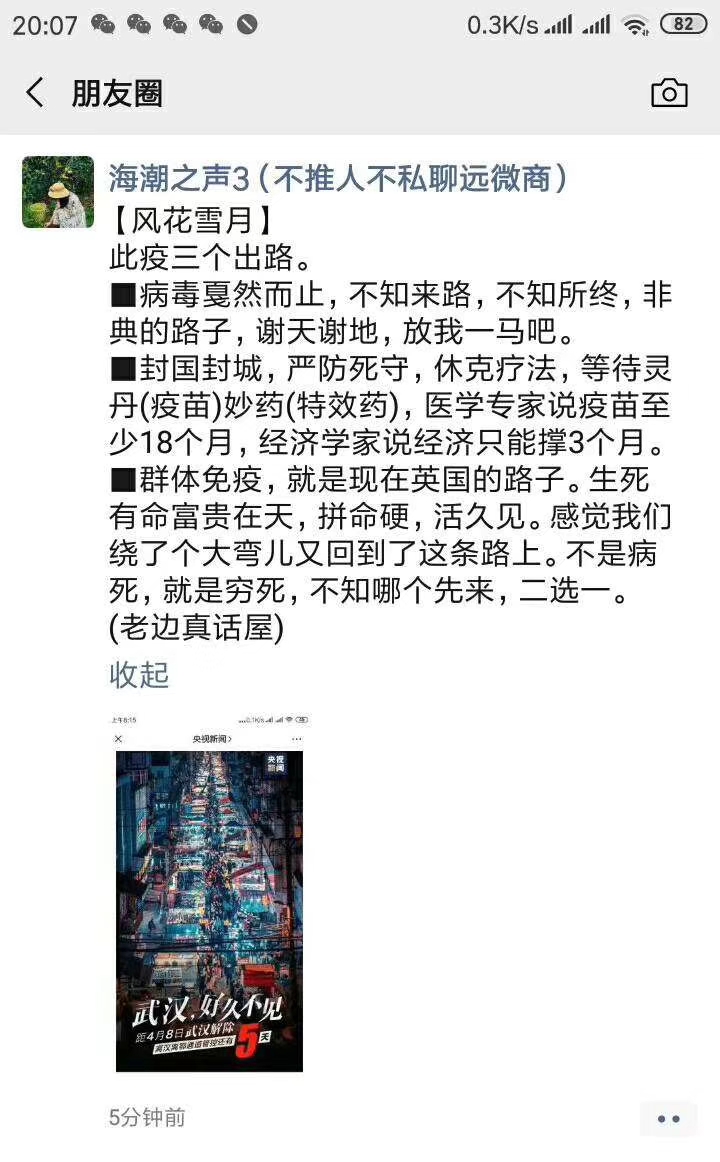 20:07
0.3K/s
82
朋友圈
海潮之声3（不推人不私聊远微商）
【风花雪月】
此疫三个出路。
■病毒戛然而止，不知来路，不知所终，非
典的路子，谢天谢地，放我一马吧。
■封国封城，严防死守，休克疗法，等待灵
丹(疫苗)妙药(特效药)，医学专家说疫苗至
少18个月，经济学家说经济只能撑3个月。
■群体免疫，就是现在英国的路子。生死
有命富贵在天，拼命硬，活久见。感觉我们
绕了个大弯儿又回到了这条路上。不是病
死，就是穷死，不知哪个先来，二选一。
(老边真话屋)
收起
上午8:15
央视新闻
央视
新闻
武汉,好久不见
距4月8日武汉解除
离汉离鄂通道管控还有
5天
5分钟前